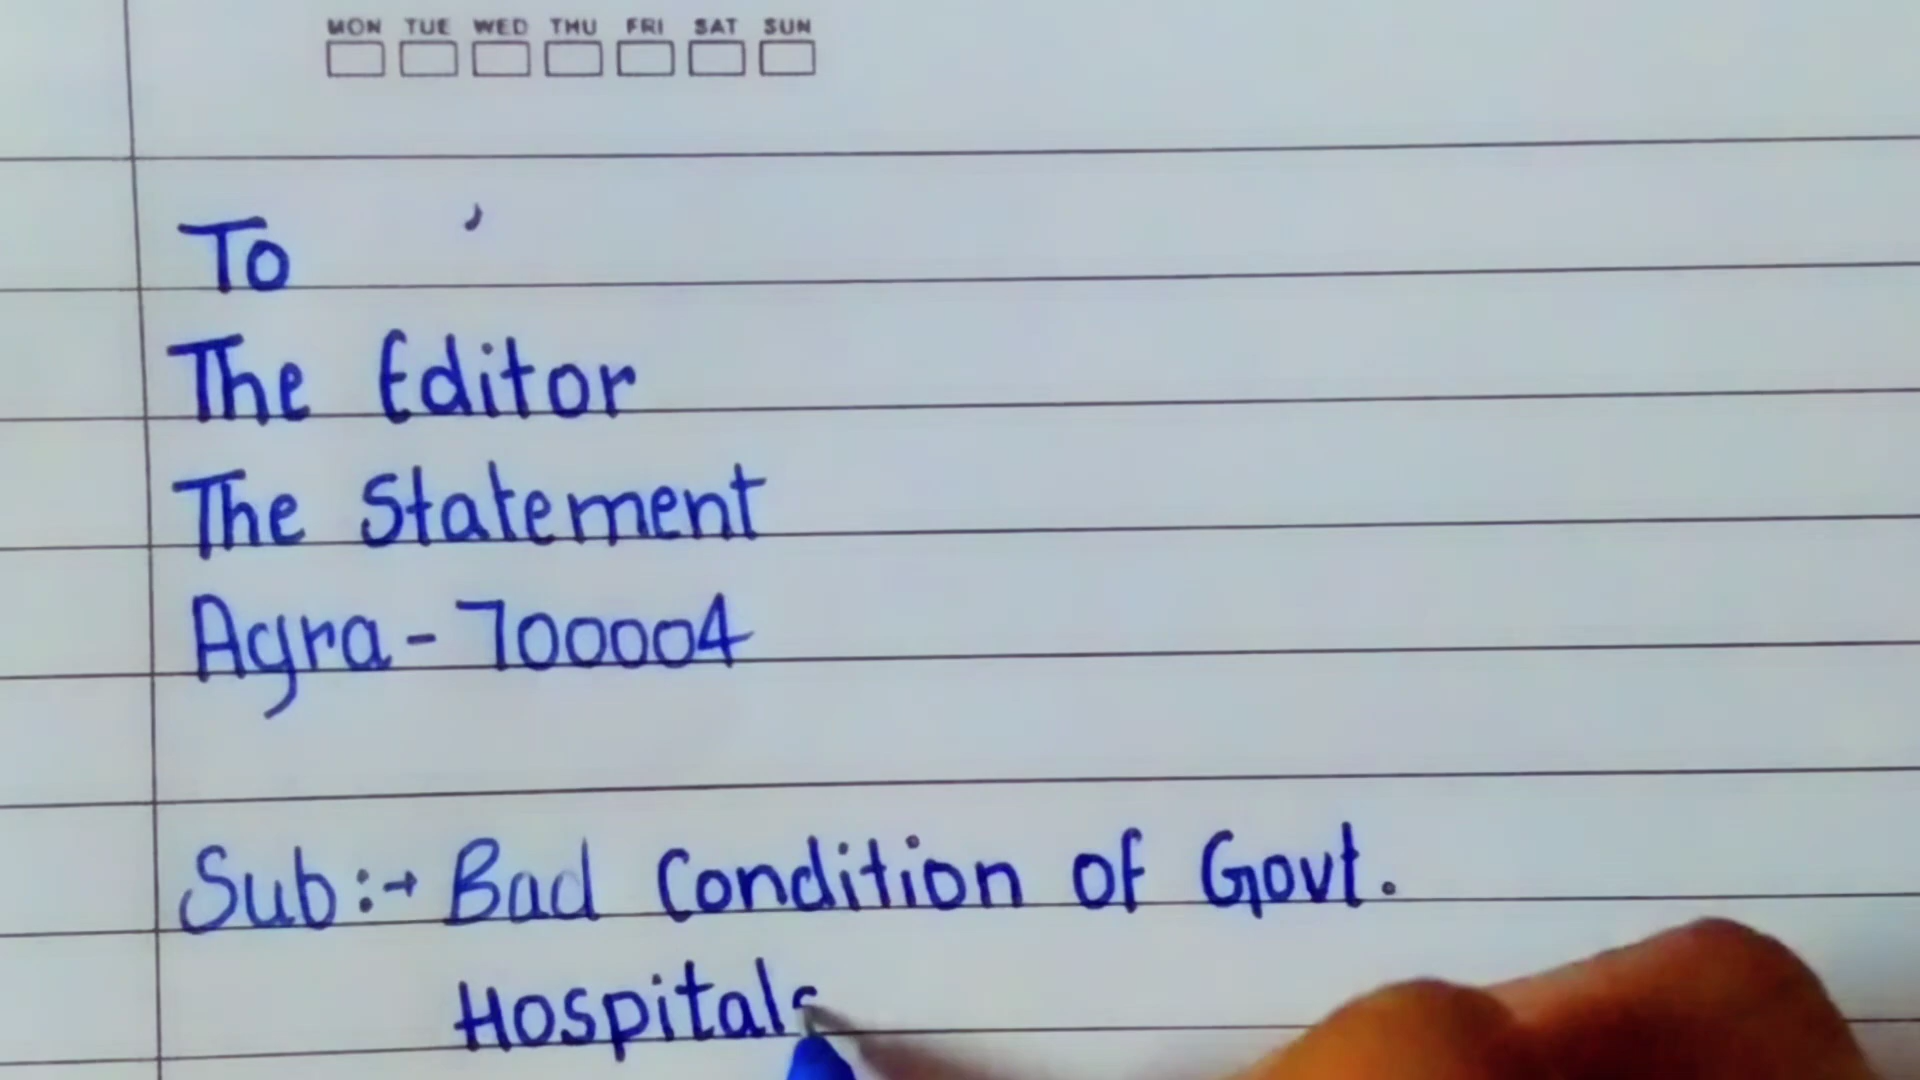 MON TUE WED THU FRI SAT SUN
To
The Editor
The Statement
Agra - 700004
Sub :→ Bad Condition of Govt.
Hospitals